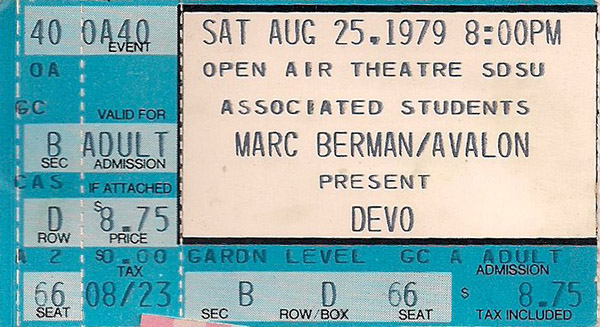 40 0A40 SAT AUG 25.1979 8:00PM
EVENT
0A OPEN AIR THEATRE SDSU
GC VALID FOR ASSOCIATED STUDENTS
B ADULT MARC BERMAN/AVALON
SEC ADMISSION
CAS IF ATTACHED PRESENT
D $8.75 DEVO
ROW PRICE
A 2 $0.00 GARDN LEVEL GC A ADULT
TAX ADMISSION
66 08/23 B D 66 $ 8.75
SEAT SEC ROW/BOX SEAT TAX INCLUDED